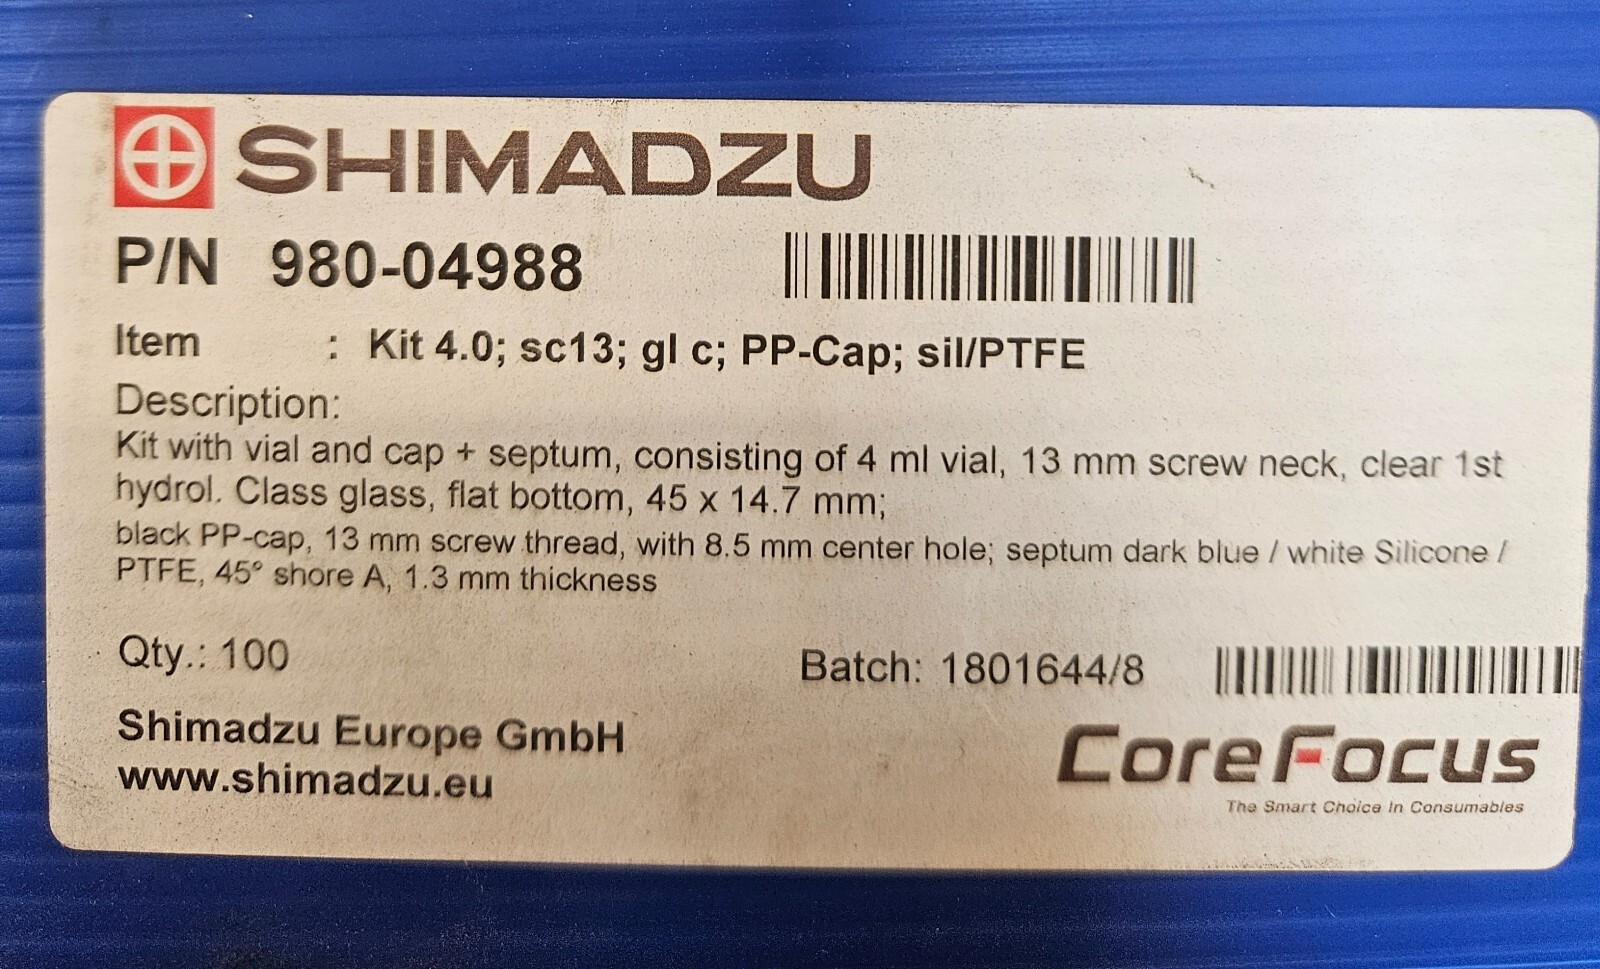 SHIMADZU
P/N 980-04988
Item : Kit 4.0; sc13; gl c; PP-Cap; sil/PTFE
Description:
Kit with vial and cap + septum, consisting of 4 ml vial, 13 mm screw neck, clear 1st
hydrol. Class glass, flat bottom, 45 x 14.7 mm;
black PP-cap, 13 mm screw thread, with 8.5 mm center hole; septum dark blue / white Silicone /
PTFE, 45° shore A, 1.3 mm thickness
Qty.: 100
Batch: 1801644/8
Shimadzu Europe GmbH
www.shimadzu.eu
CoreFocus
The Smart Choice In Consumables